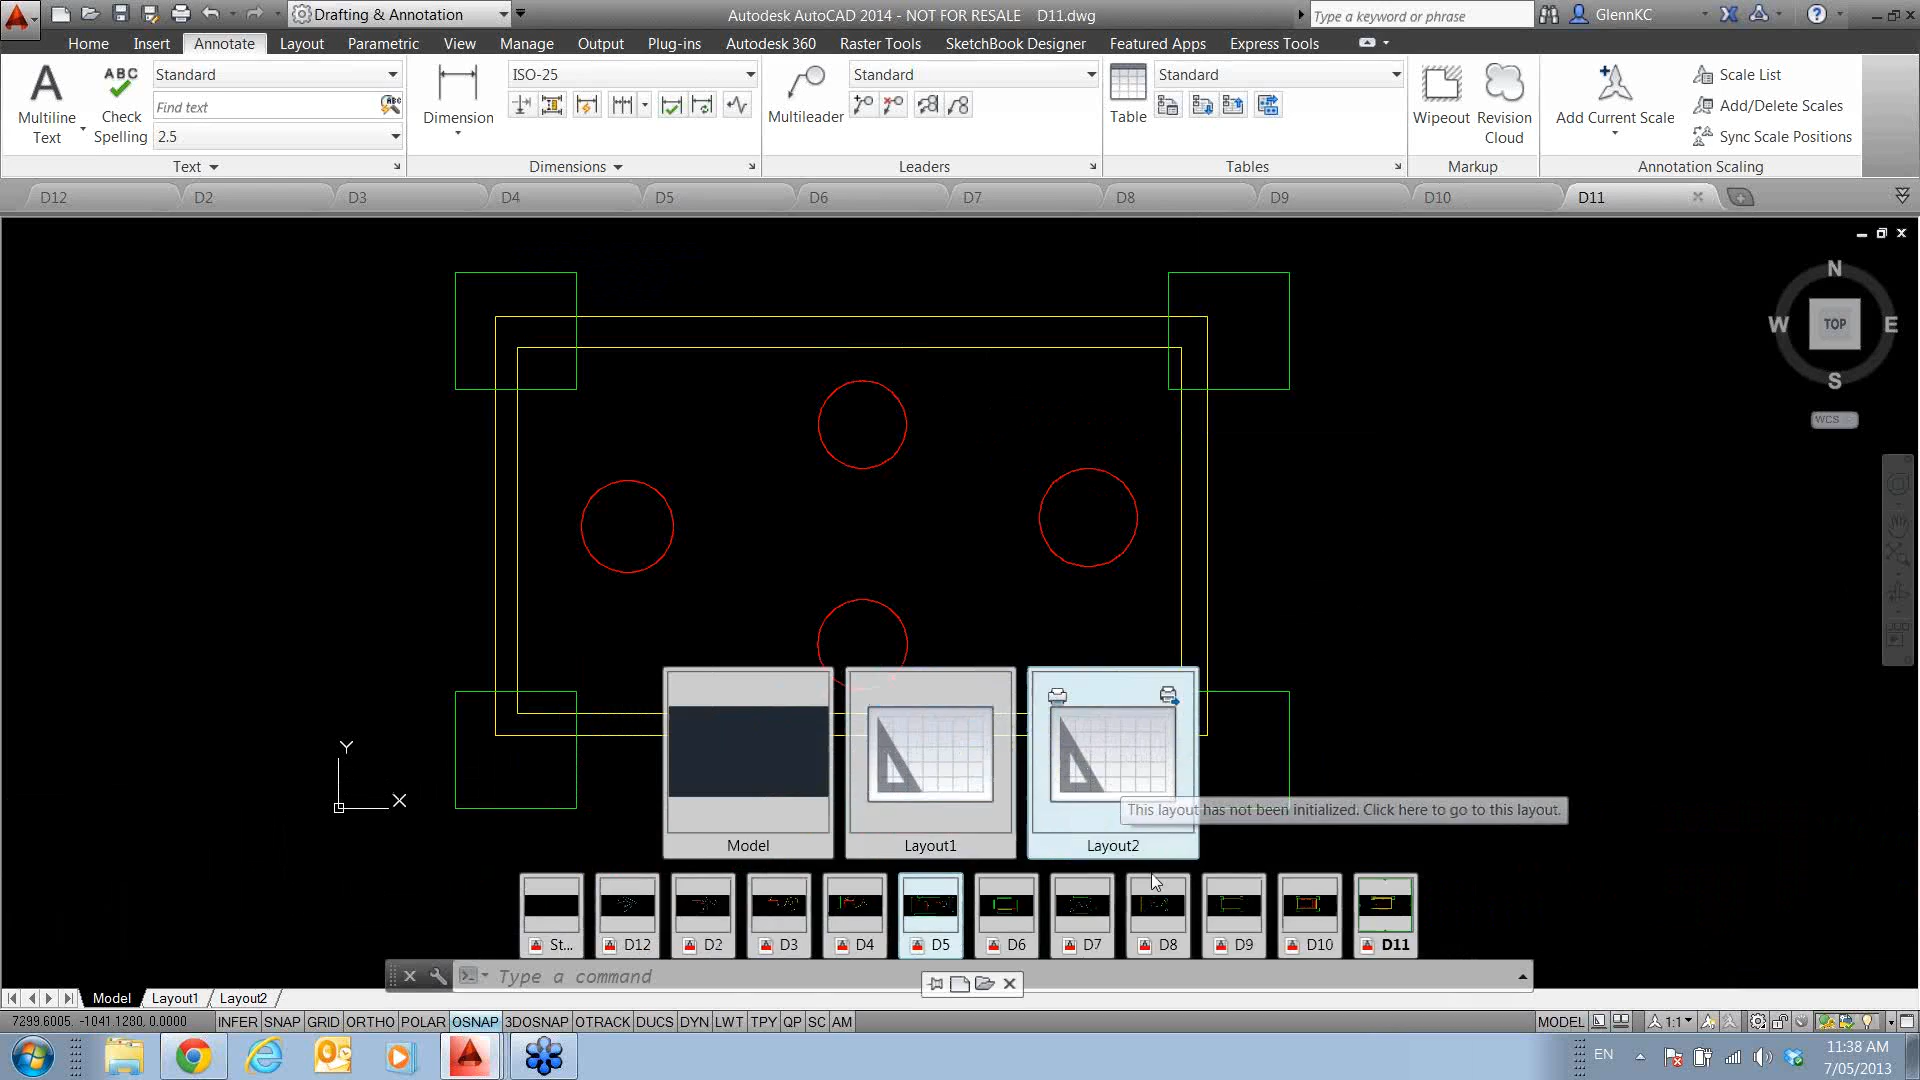 Drafting & Annotation
Autodesk AutoCAD 2014 - NOT FOR RESALE D11.dwg
Type a keyword or phrase
GlennKC
Home Insert Annotate Layout Parametric View Manage Output Plug-ins Autodesk 360 Raster Tools SketchBook Designer Featured Apps Express Tools
A
Multiline
Text
ABC
Check
Spelling
Standard
Find text
ABC
2.5
Text
Dimension
ISO-25
Dimensions
Multileader
Standard
Leaders
Table
Standard
Tables
Wipeout
Revision
Cloud
Markup
Add Current Scale
Scale List
Add/Delete Scales
Sync Scale Positions
Annotation Scaling
D12 D2 D3 D4 D5 D6 D7 D8 D9 D10 D11
N
W TOP E
S
WCS
Y
X
This layout has not been initialized. Click here to go to this layout.
Model Layout1 Layout2
St... D12 D2 D3 D4 D5 D6 D7 D8 D9 D10 D11
Type a command
Model Layout1 Layout2
7299.6005, -1041.1280, 0.0000 INFER SNAP GRID ORTHO POLAR OSNAP 3DOSNAP OTRACK DUCS DYN LWT TPY QP SC AM MODEL 1:1
EN
11:38 AM
7/05/2013